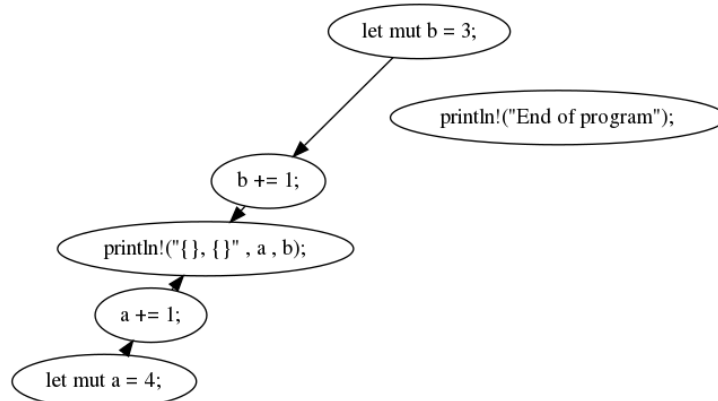 let mut b = 3;
println!("End of program");
b += 1;
println!("{}, {}" , a , b);
a += 1;
let mut a = 4;